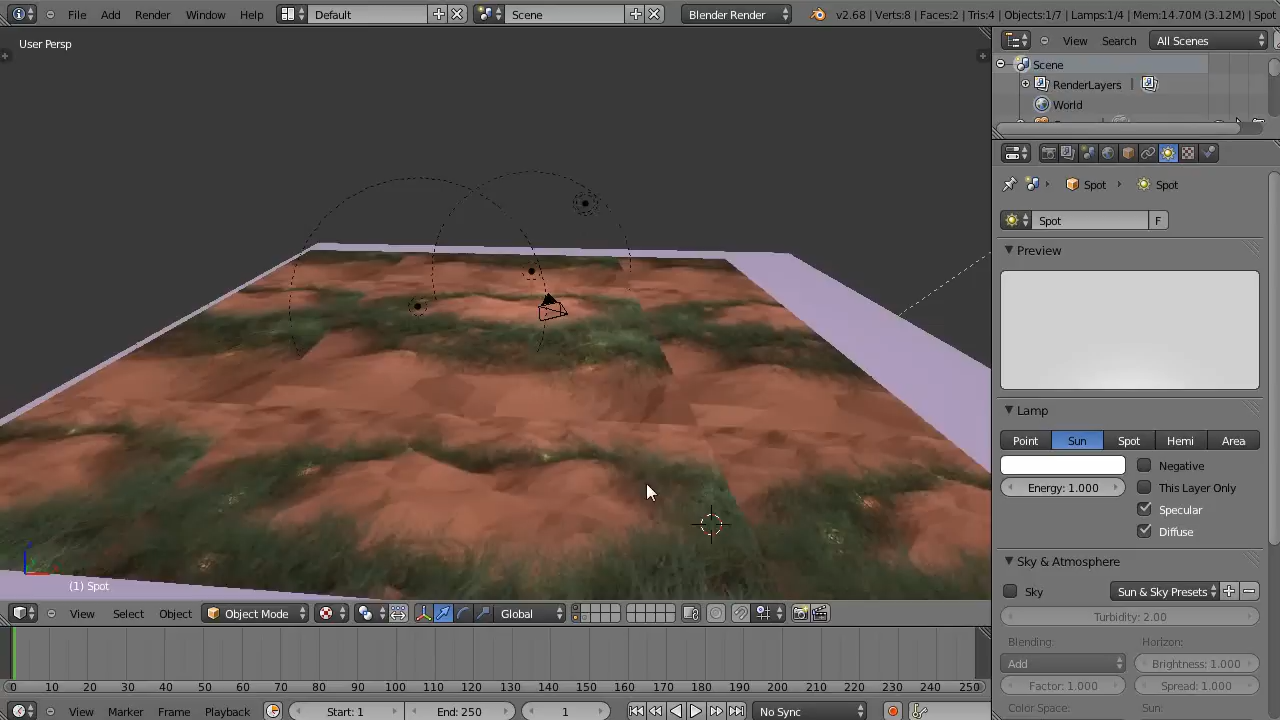 File Add Render Window Help Default Scene Blender Render v2.68 | Verts:8 | Faces:2 | Tris:4 | Objects:1/7 | Lamps:1/4 | Mem:14.70M (3.12M) | Spot
User Persp
View Search All Scenes
Scene
RenderLayers
World
Spot Spot
Spot F
Preview
Lamp
Point Sun Spot Hemi Area
Negative
Energy: 1.000 This Layer Only
Specular
Diffuse
Sky & Atmosphere
Sky Sun & Sky Presets
Turbidity: 2.00
Blending: Horizon:
Add Brightness: 1.000
Factor: 1.000 Spread: 1.000
Color Space: Sun:
(1) Spot
View Select Object Object Mode Global
0 10 20 30 40 50 60 70 80 90 100 110 120 130 140 150 160 170 180 190 200 210 220 230 240 250
View Marker Frame Playback Start: 1 End: 250 1 No Sync